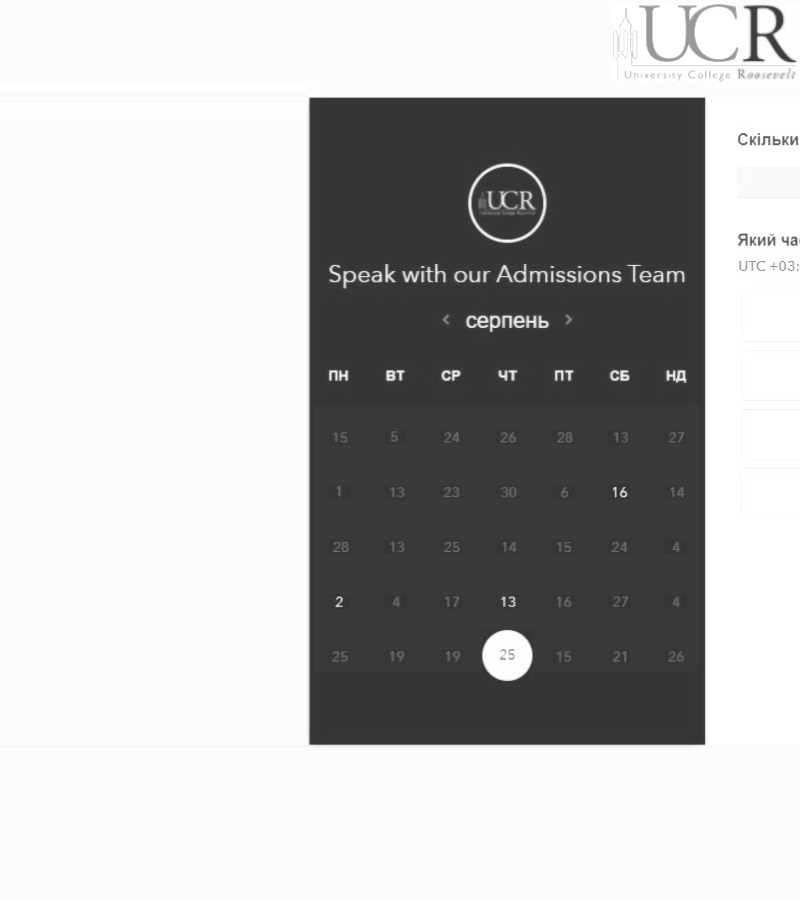 UCR
University College Roosevelt
UCR
University College Roosevelt
Speak with our Admissions Team
< серпень >
ПН ВТ СР ЧТ ПТ СБ НД
15 5 24 26 28 13 27
1 13 23 30 6 16 14
28 13 25 14 15 24 4
2 4 17 13 16 27 4
25 19 19 25 15 21 26
Скільки
Який ча
UTC +03: